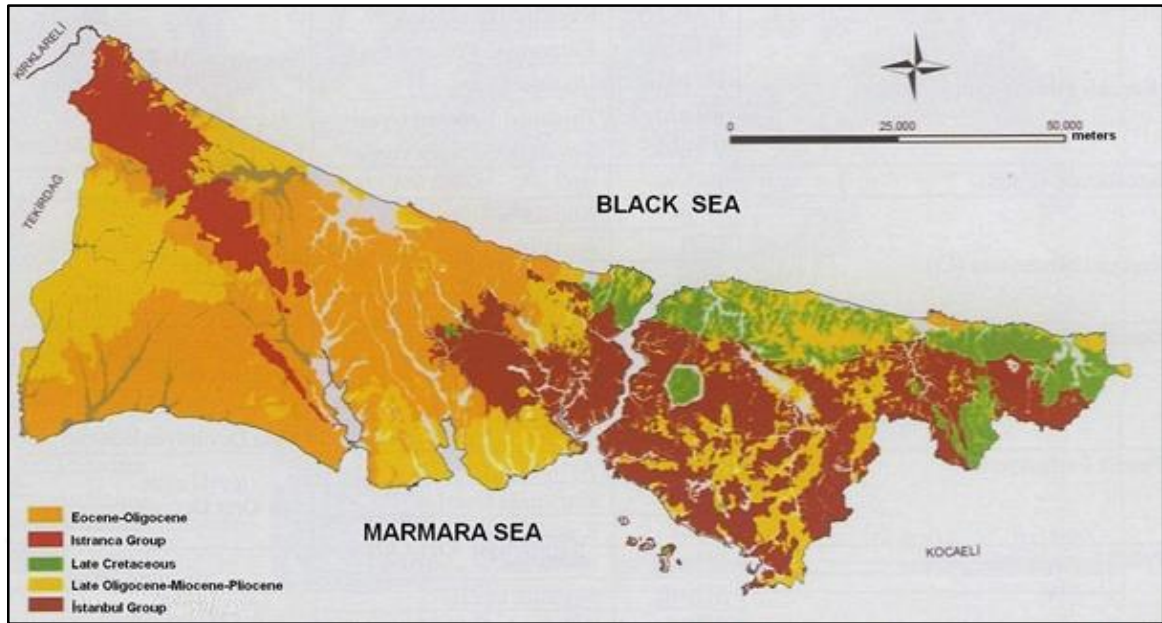 KIRKLARELİ
TEKİRDAĞ
0
25,000
50,000
meters
BLACK SEA
MARMARA SEA
KOCAELİ
Eocene-Oligocene
Istranca Group
Late Cretaceous
Late Oligocene-Miocene-Pliocene
İstanbul Group